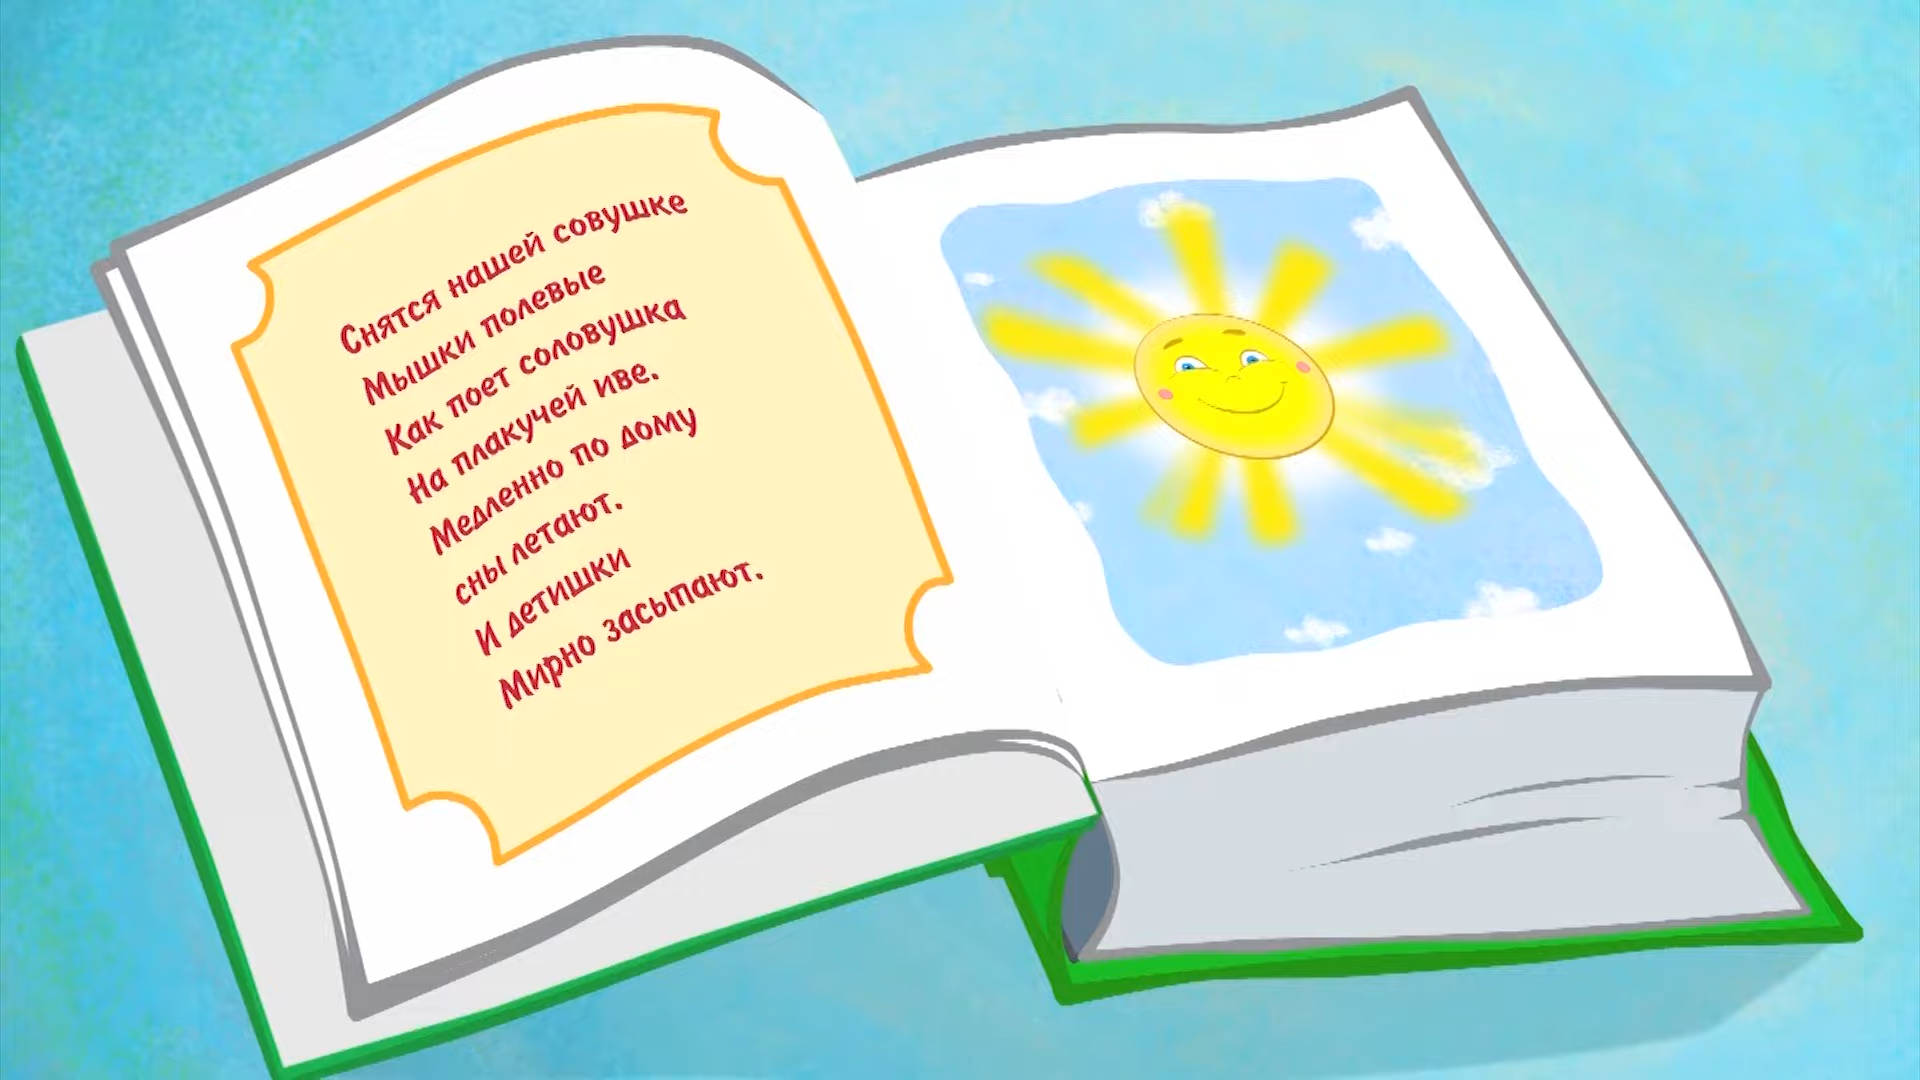 Снятся нашей совушке
Мышки полевые
Как поет соловушка
На плакучей иве.
Медленно по дому
сны летают.
И детишки
Мирно засыпают.